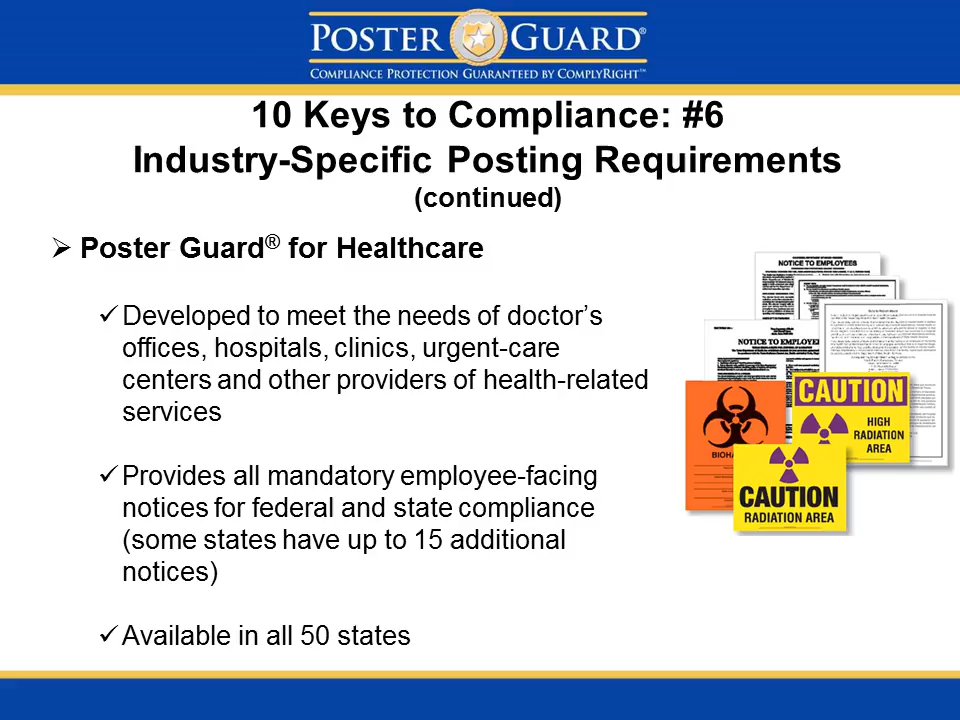 POSTER GUARD®
COMPLIANCE PROTECTION GUARANTEED BY COMPLYRIGHT™
10 Keys to Compliance: #6
Industry-Specific Posting Requirements
(continued)
➢ Poster Guard® for Healthcare
✓ Developed to meet the needs of doctor's
offices, hospitals, clinics, urgent-care
centers and other providers of health-related
services
✓ Provides all mandatory employee-facing
notices for federal and state compliance
(some states have up to 15 additional
notices)
✓ Available in all 50 states
NOTICE TO EMPLOYEES
NOTICE TO EMPLOYEE
BIOHA
CAUTION
HIGH
RADIATION
AREA
CAUTION
RADIATION AREA